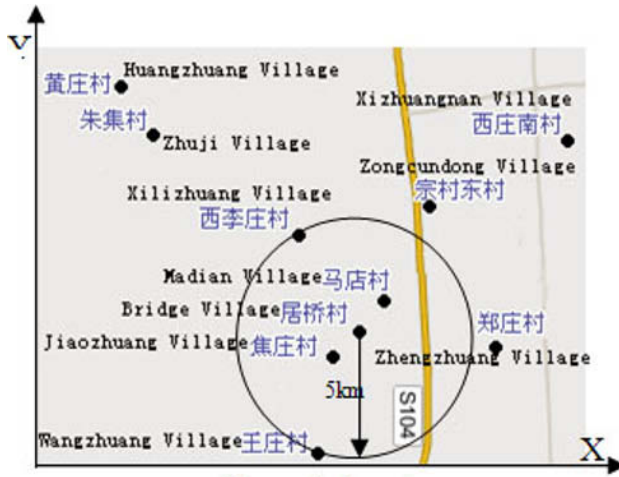 Y
Huangzhuang Village
黄庄村
Xizhuangnan Village
朱集村
西庄南村
Zhuji Village
Zongcundong Village
Xilizhuang Village
宗村东村
西李庄村
Madian Village 马店村
Bridge Village 居桥村
郑庄村
Jiaozhuang Village 焦庄村
Zhengzhuang Village
5km
S104
Wangzhuang Village 王庄村
X